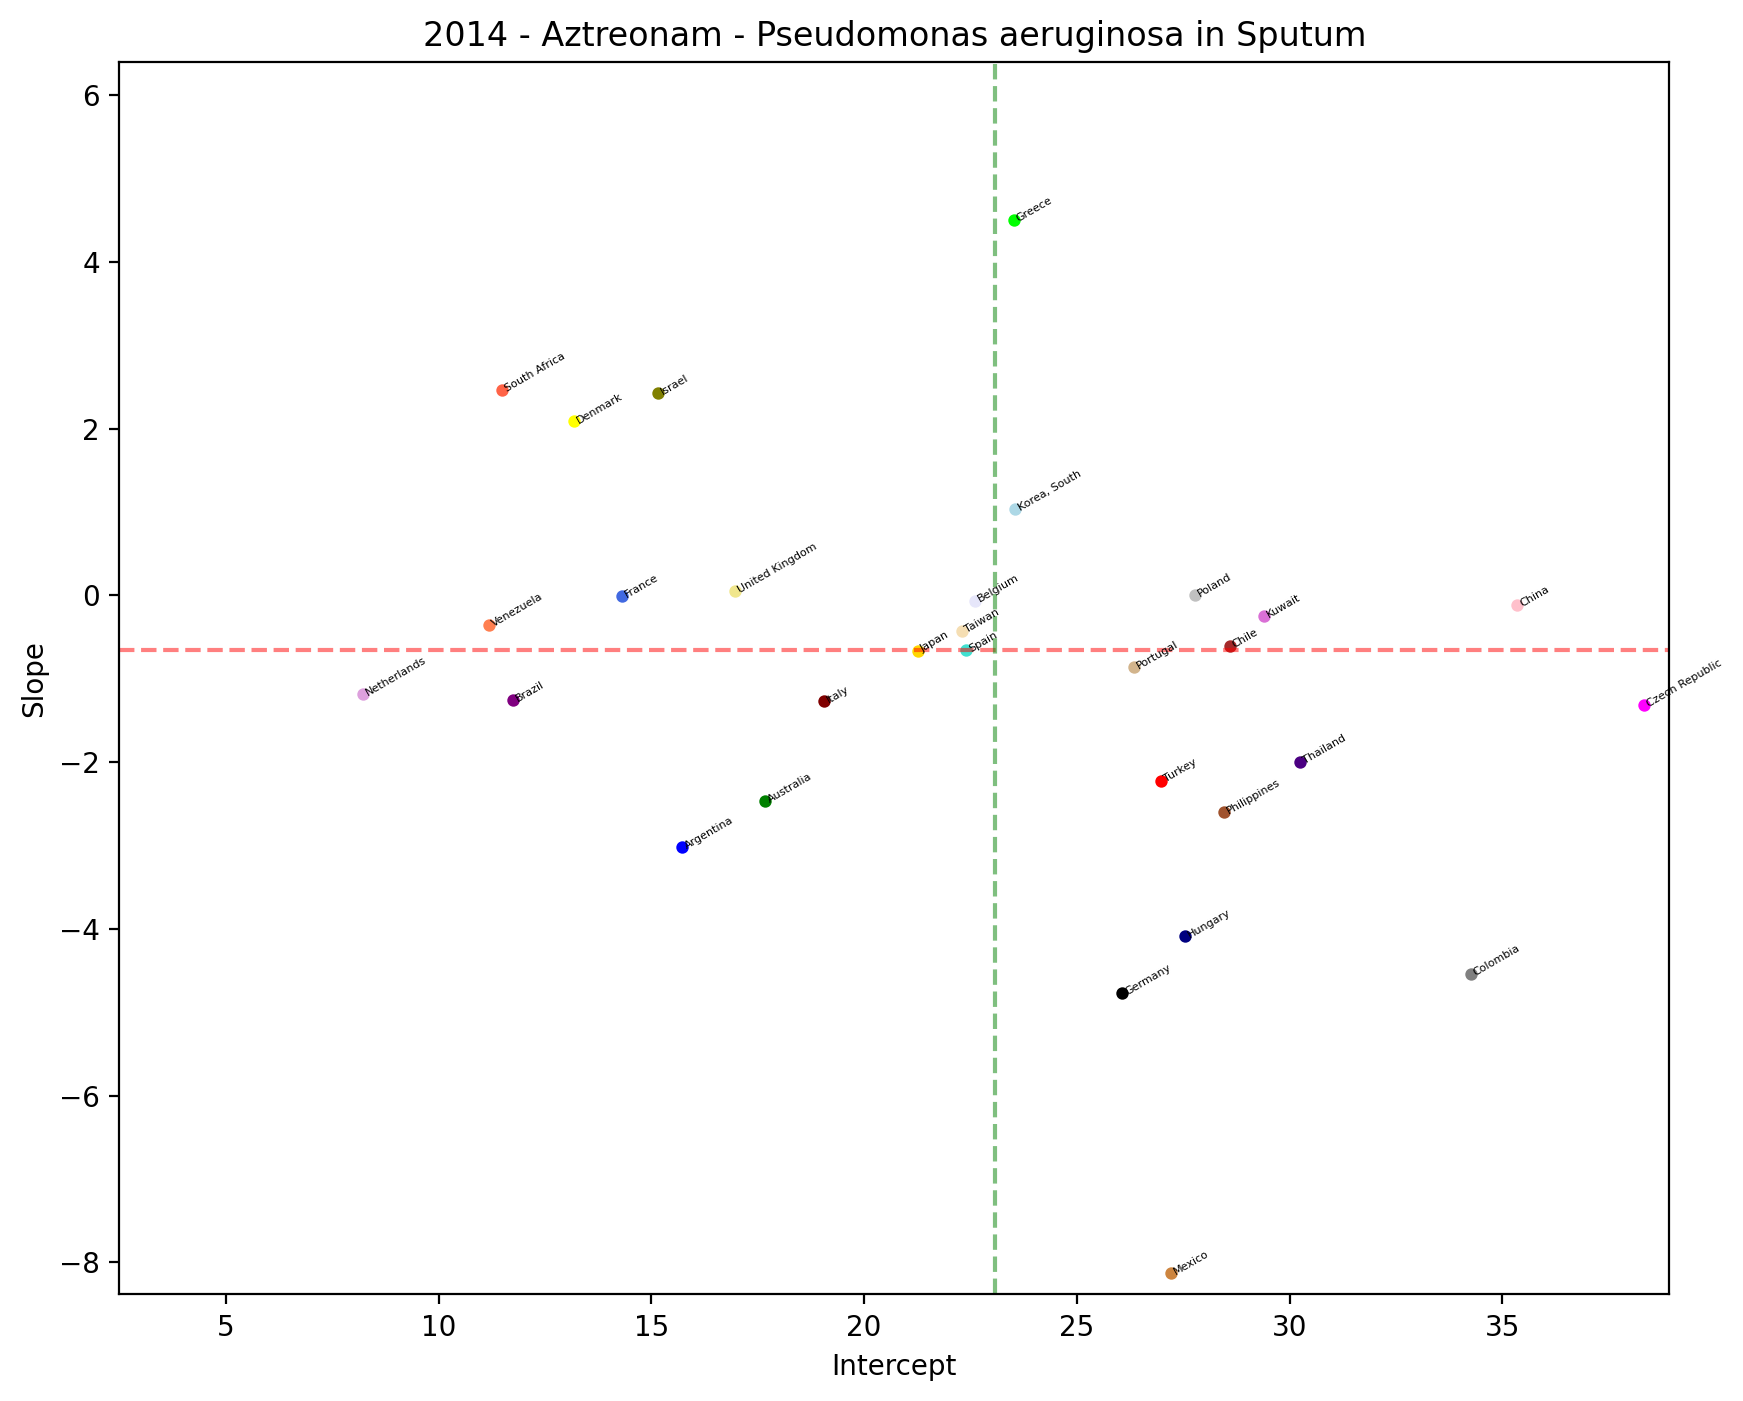 2014 - Aztreonam - Pseudomonas aeruginosa in Sputum
6
4
2
0
−2
−4
−6
−8
Slope
Greece
South Africa
Israel
Denmark
Korea, South
United Kingdom
France
Belgium
Poland
China
Venezuela
Taiwan
Kuwait
Japan
Spain
Chile
Portugal
Netherlands
Brazil
Italy
Czech Republic
Thailand
Turkey
Australia
Philippines
Argentina
Hungary
Colombia
Germany
Mexico
5
10
15
20
25
30
35
Intercept